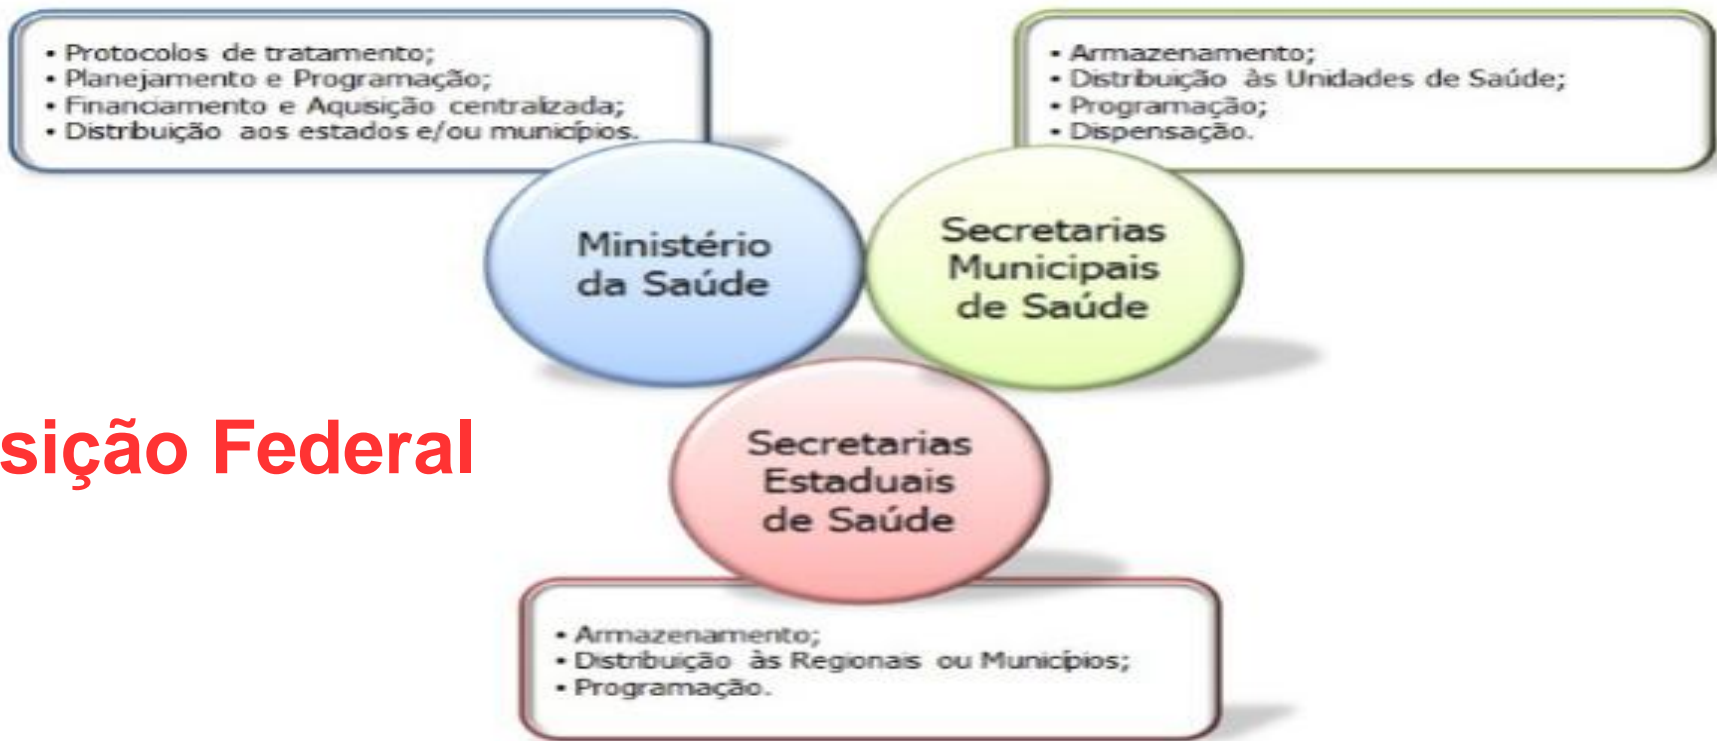 • Protocolos de tratamento;
• Planejamento e Programação;
• Financiamento e Aquisição centralizada;
• Distribuição aos estados e/ou municípios.
• Armazenamento;
• Distribuição às Unidades de Saúde;
• Programação;
• Dispensação.
Ministério
da Saúde
Secretarias
Municipais
de Saúde
sição Federal
Secretarias
Estaduais
de Saúde
• Armazenamento;
• Distribuição às Regionais ou Municípios;
• Programação.